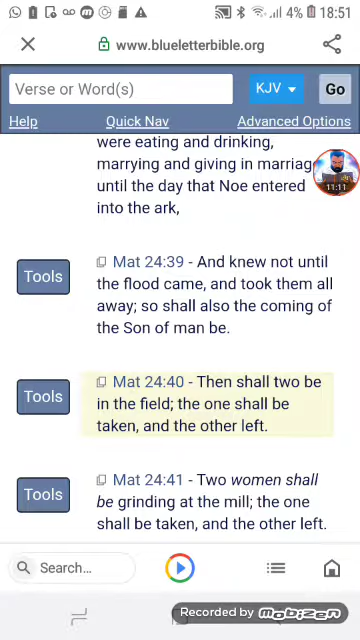 4% 18:51
www.blueletterbible.org
Verse or Word(s) KJV Go
Help Quick Nav Advanced Options
were eating and drinking,
marrying and giving in marriag
until the day that Noe entered
into the ark,
11:11
Tools
Mat 24:39 - And knew not until
the flood came, and took them all
away; so shall also the coming of
the Son of man be.
Tools
Mat 24:40 - Then shall two be
in the field; the one shall be
taken, and the other left.
Tools
Mat 24:41 - Two women shall
be grinding at the mill; the one
shall be taken, and the other left.
Search...
Recorded by mobizen